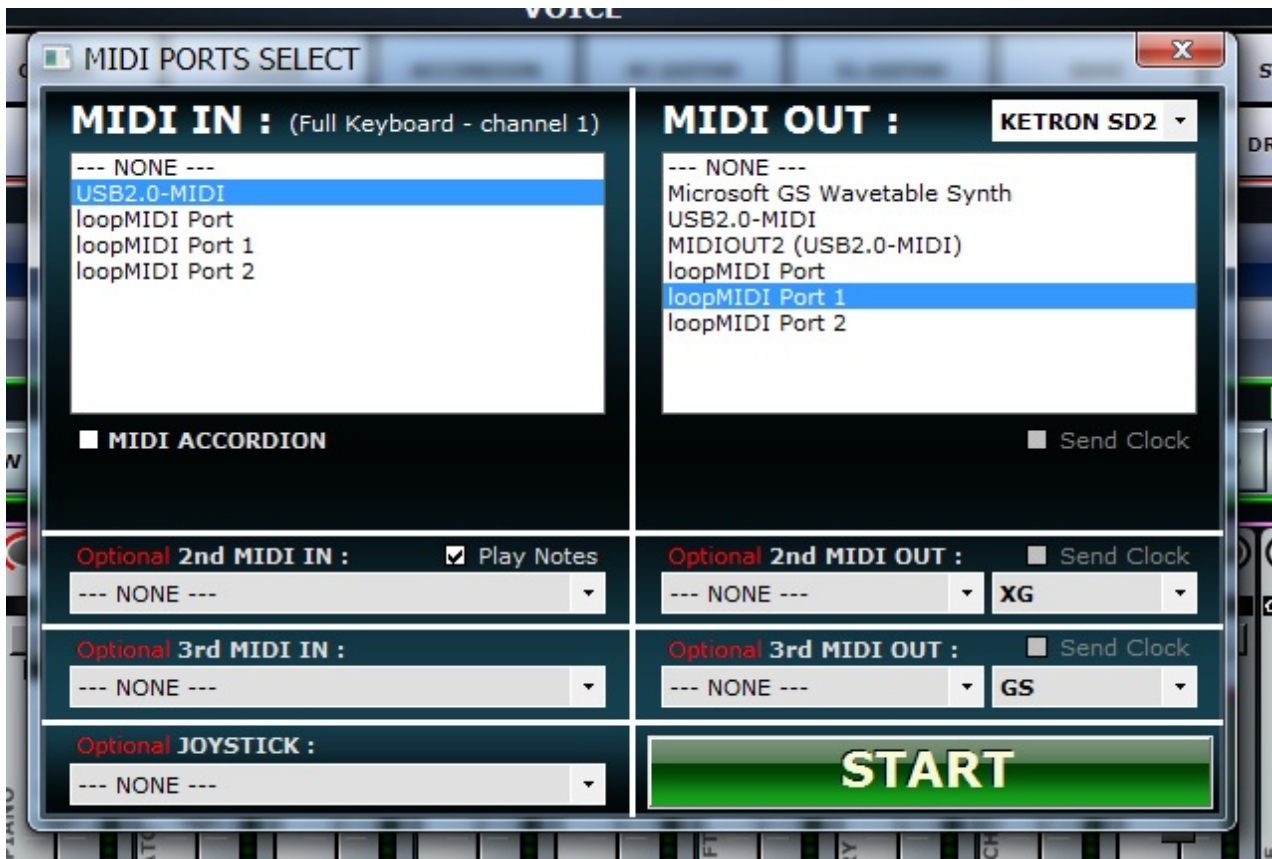 VOICE
MIDI PORTS SELECT
MIDI IN : (Full Keyboard - channel 1)
--- NONE ---
USB2.0-MIDI
loopMIDI Port
loopMIDI Port 1
loopMIDI Port 2
MIDI ACCORDION
MIDI OUT : KETRON SD2
--- NONE ---
Microsoft GS Wavetable Synth
USB2.0-MIDI
MIDIOUT2 (USB2.0-MIDI)
loopMIDI Port
loopMIDI Port 1
loopMIDI Port 2
Send Clock
Optional 2nd MIDI IN : Play Notes
--- NONE ---
Optional 2nd MIDI OUT : Send Clock
--- NONE --- XG
Optional 3rd MIDI IN :
--- NONE ---
Optional 3rd MIDI OUT : Send Clock
--- NONE --- GS
Optional JOYSTICK :
--- NONE ---
START
DR
PIANO